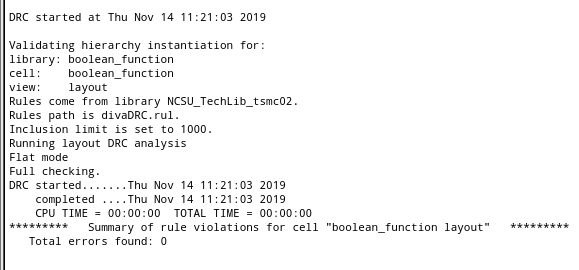 DRC started at Thu Nov 14 11:21:03 2019
Validating hierarchy instantiation for:
library: boolean_function
cell:    boolean_function
view:    layout
Rules come from library NCSU_TechLib_tsmc02.
Rules path is divaDRC.rul.
Inclusion limit is set to 1000.
Running layout DRC analysis
Flat mode
Full checking.
DRC started.......Thu Nov 14 11:21:03 2019
    completed ....Thu Nov 14 11:21:03 2019
    CPU TIME = 00:00:00  TOTAL TIME = 00:00:00
*********   Summary of rule violations for cell "boolean_function layout"   *********
   Total errors found: 0